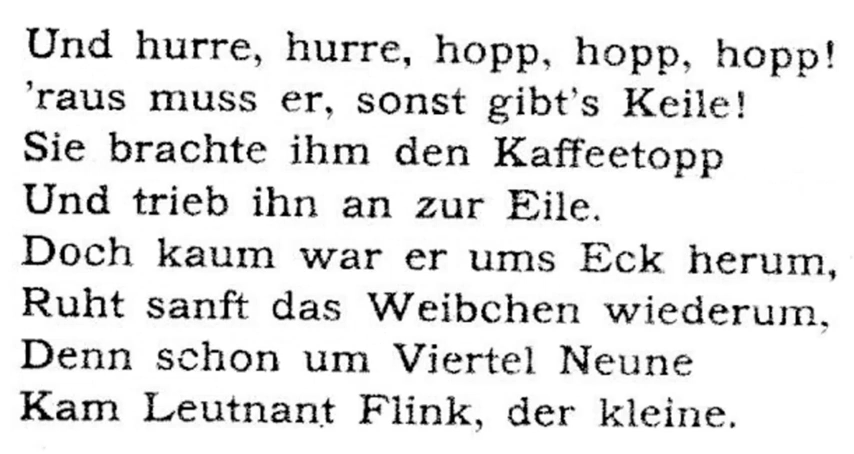 Und hurre, hurre, hopp, hopp, hopp!
'raus muss er, sonst gibt's Keile!
Sie brachte ihm den Kaffeetopp
Und trieb ihn an zur Eile.
Doch kaum war er ums Eck herum,
Ruht sanft das Weibchen wiederum,
Denn schon um Viertel Neune
Kam Leutnant Flink, der kleine.